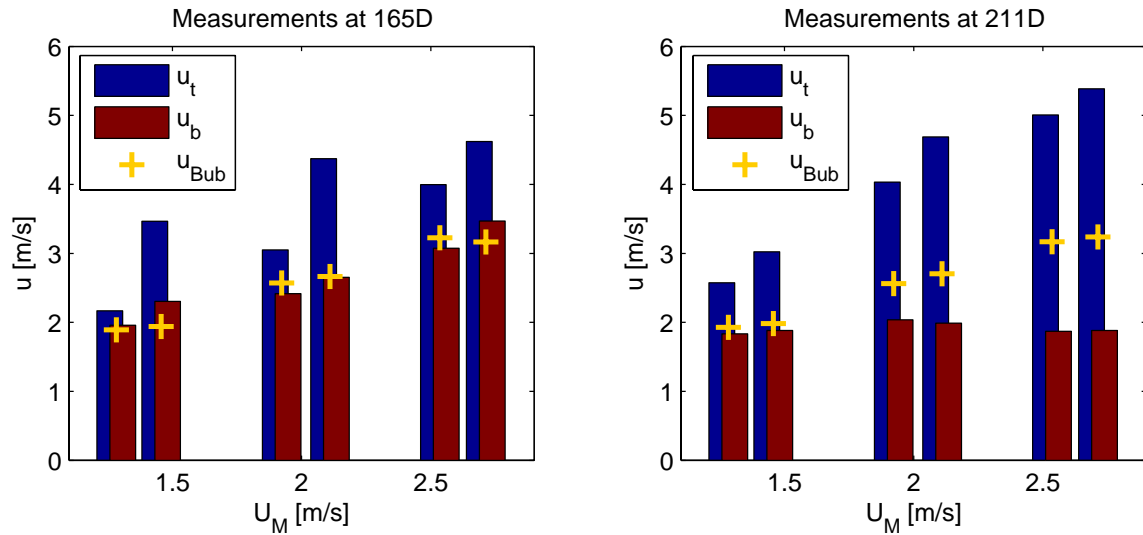 Measurements at 165D
6
5
4
3
2
1
0
u [m/s]
u_t
u_b
u_Bub
1.5
2
2.5
U_M [m/s]
Measurements at 211D
6
5
4
3
2
1
0
u [m/s]
u_t
u_b
u_Bub
1.5
2
2.5
U_M [m/s]